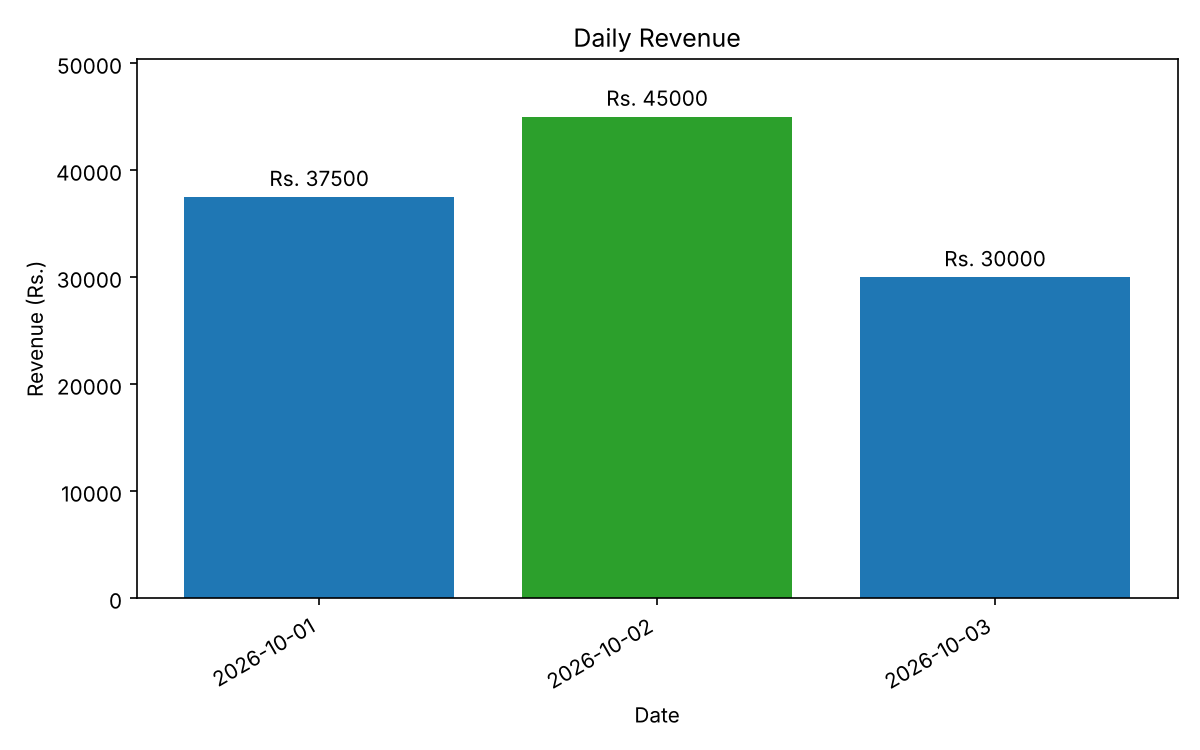 Daily Revenue
Revenue (Rs.)
50000
40000
30000
20000
10000
0
Rs. 37500
Rs. 45000
Rs. 30000
2026-10-01
2026-10-02
2026-10-03
Date